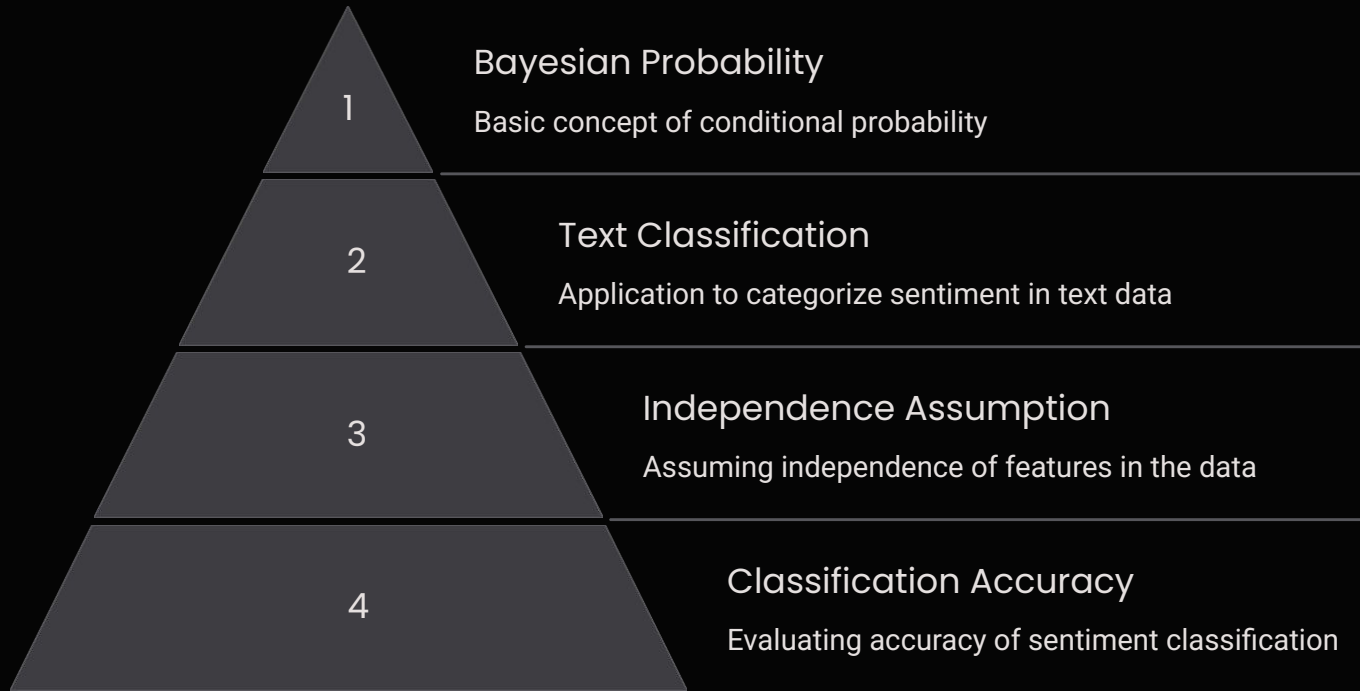 1
Bayesian Probability
Basic concept of conditional probability
2
Text Classification
Application to categorize sentiment in text data
3
Independence Assumption
Assuming independence of features in the data
4
Classification Accuracy
Evaluating accuracy of sentiment classification